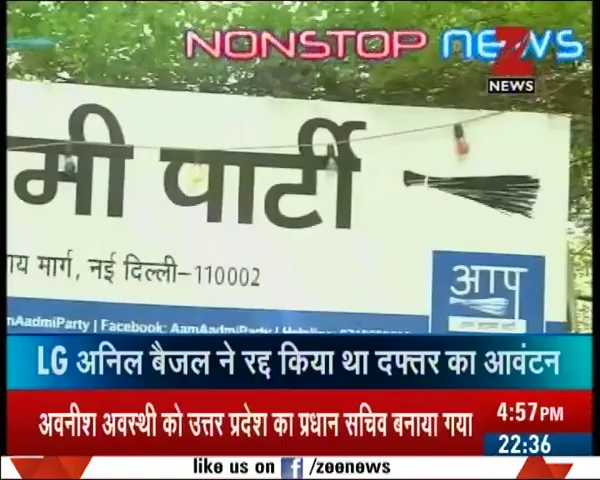 NONSTOP NEWS
Z
NEWS
मी पार्टी
य मार्ग, नई दिल्ली-110002
आप
mAadmiParty | Facebook: AamAadmiParty |
LG अनिल बैजल ने रद्द किया था दफ्तर का आवंटन
अवनीश अवस्थी को उत्तर प्रदेश का प्रधान सचिव बनाया गया
4:57PM
22:36
like us on f /zeenews